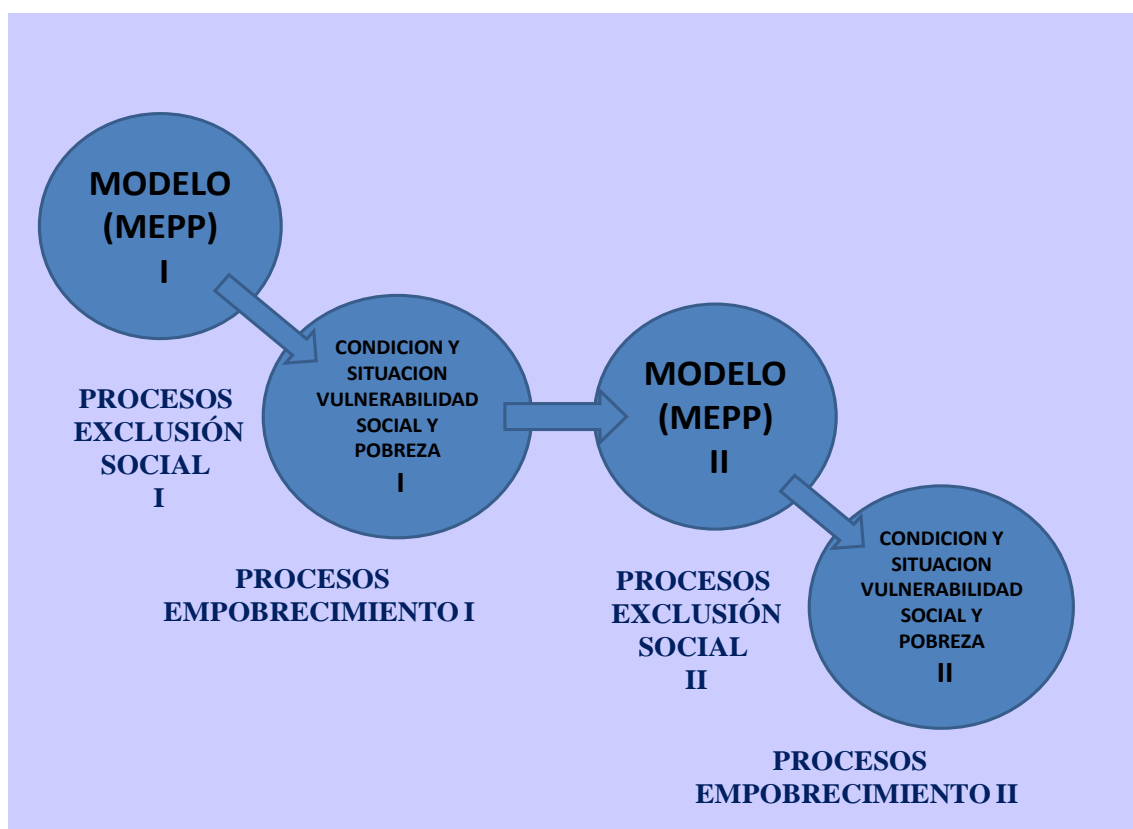 MODELO
(MEPP)
I
CONDICION Y
SITUACION
VULNERABILIDAD
SOCIAL Y
POBREZA
I
PROCESOS
EXCLUSIÓN
SOCIAL
I
PROCESOS
EMPOBRECIMIENTO I
MODELO
(MEPP)
II
CONDICION Y
SITUACION
VULNERABILIDAD
SOCIAL Y
POBREZA
II
PROCESOS
EXCLUSIÓN
SOCIAL
II
PROCESOS
EMPOBRECIMIENTO II